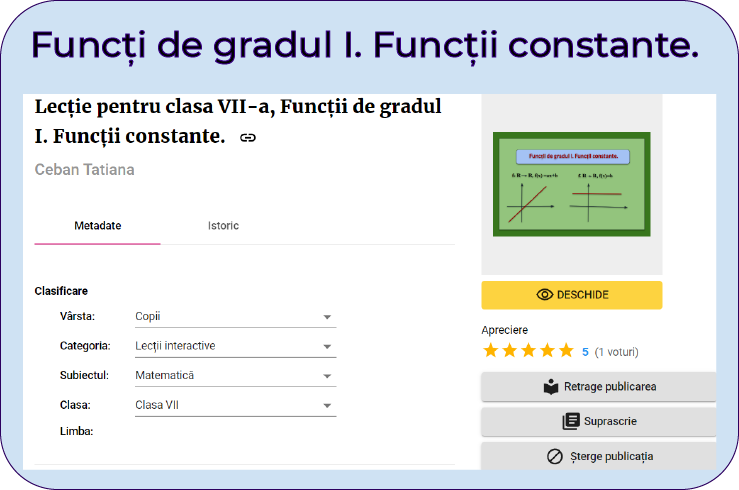 Funcți de gradul I. Funcții constante.
Lecție pentru clasa VII-a, Funcții de gradul
I. Funcții constante.
Ceban Tatiana
Metadate
Istoric
Clasificare
Vârsta: Copii
Categoria: Lecții interactive
Subiectul: Matematică
Clasa: Clasa VII
Limba:
Funcții de gradul I. Funcții constante.
DESCHIDE
Apreciere
5 (1 voturi)
Retrage publicarea
Suprascrie
Șterge publicația